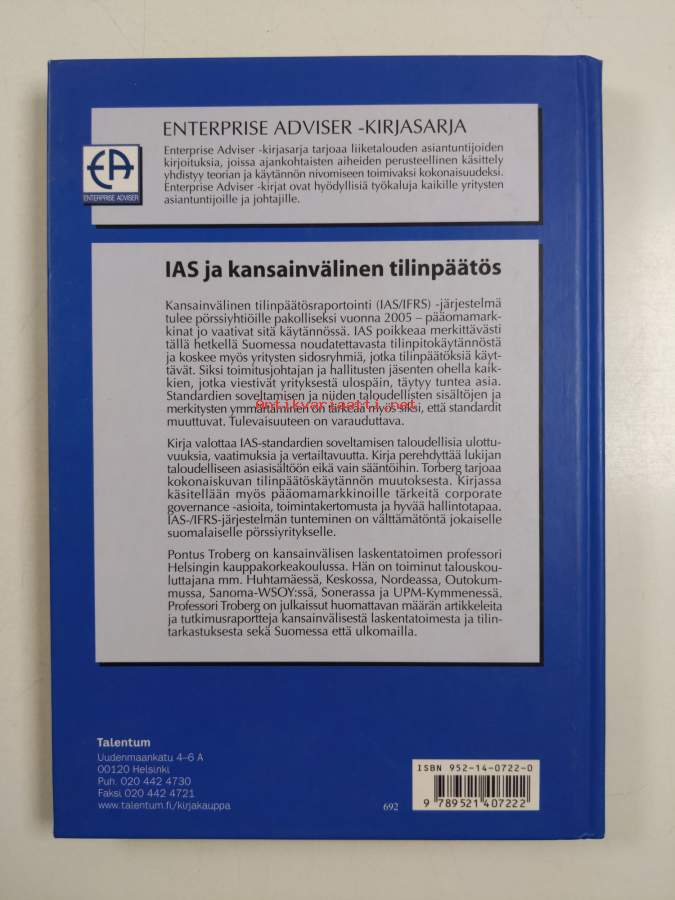 ENTERPRISE ADVISER -KIRJASARJA
Enterprise Adviser -kirjasarja tarjoaa liiketalouden asiantuntijoiden
kirjoituksia, joissa ajankohtaisten aiheiden perusteellinen käsittely
yhdistyy teorian ja käytännön nivomiseen toimivaksi kokonaisuudeksi.
Enterprise Adviser -kirjat ovat hyödyllisiä työkaluja kaikille yritysten
asiantuntijoille ja johtajille.
EA
ENTERPRISE ADVISER
IAS ja kansainvälinen tilinpäätös
Kansainvälinen tilinpäätösraportointi (IAS/IFRS) -järjestelmä
tulee pörssiyhtiöille pakolliseksi vuonna 2005 – pääomamark-
kinat jo vaativat sitä käytännössä. IAS poikkeaa merkittävästi
tällä hetkellä Suomessa noudatettavasta tilinpitokäytännöstä
ja koskee myös yritysten sidosryhmiä, jotka tilinpäätöksiä käyt-
tävät. Siksi toimitusjohtajan ja hallitusten jäsenten ohella kaik-
kien, jotka viestivät yrityksestä ulospäin, täytyy tuntea asia.
Standardien soveltamisen ja niiden taloudellisten sisältöjen ja
merkitysten ymmärtäminen on tärkeää myös siksi, että standardit
muuttuvat. Tulevaisuuteen on varauduttava.
Antikvariaatti.net
Kirja valottaa IAS-standardien soveltamisen taloudellisia ulottu-
vuuksia, vaatimuksia ja vertailtavuutta. Kirja perehdyttää lukijan
taloudelliseen asiasisältöön eikä vain sääntöihin. Torberg tarjoaa
kokonaiskuvan tilinpäätöskäytännön muutoksesta. Kirjassa
käsitellään myös pääomamarkkinoille tärkeitä corporate
governance -asioita, toimintakertomusta ja hyvää hallintotapaa.
IAS-/IFRS-järjestelmän tunteminen on välttämätöntä jokaiselle
suomalaiselle pörssiyritykselle.
Pontus Troberg on kansainvälisen laskentatoimen professori
Helsingin kauppakorkeakoulussa. Hän on toiminut talouskou-
luttajana mm. Huhtamäessä, Keskossa, Nordeassa, Outokum-
mussa, Sanoma-WSOY:ssä, Sonerassa ja UPM-Kymmenessä.
Professori Troberg on julkaissut huomattavan määrän artikkeleita
ja tutkimusraportteja kansainvälisestä laskentatoimesta ja tilin-
tarkastuksesta sekä Suomessa että ulkomailla.
Talentum
Uudenmaankatu 4–6 A
00120 Helsinki
Puh. 020 442 4730
Faksi 020 442 4721
www.talentum.fi/kirjakauppa
692
ISBN 952-14-0722-0
9 789521 407222